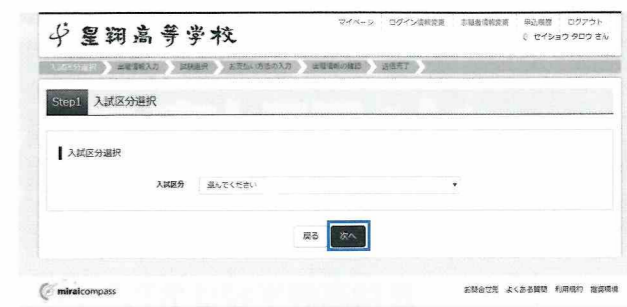 星翔高等学校
マイページ ログイン情報変更 志願者情報変更 申込履歴 ログアウト
セイショウ タロウ さん
入試区分選択 出願情報入力 試験選択 お支払い方法の入力 出願情報の確認 送信完了
Step1 入試区分選択
入試区分選択
入試区分 選んでください
戻る 次へ
miraicompass
お問合せ先 よくある質問 利用規約 推奨環境